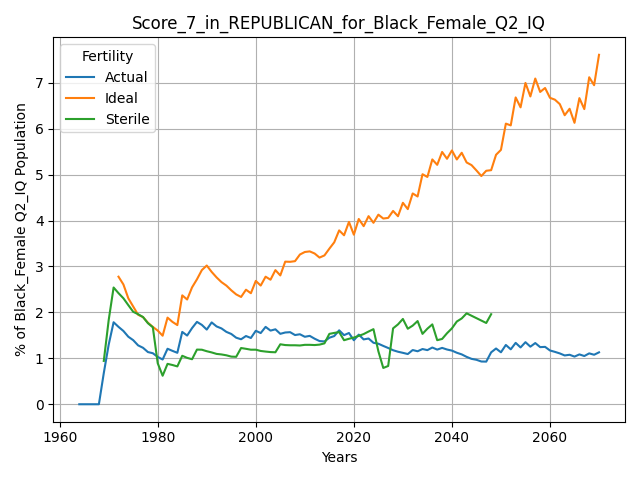 Score_7_in_REPUBLICAN_for_Black_Female_Q2_IQ
Fertility
Actual
Ideal
Sterile
% of Black_Female Q2_IQ Population
7
6
5
4
3
2
1
0
1960
1980
2000
2020
2040
2060
Years